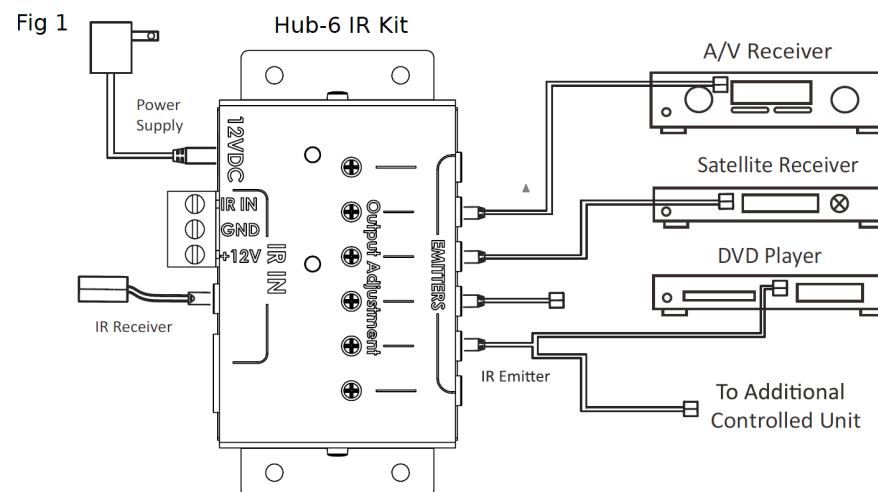 Fig 1
Hub-6 IR Kit
A/V Receiver
Power
Supply
12VDC
Satellite Receiver
IR IN
GND
+12V
IR IN
Output Adjustment
EMITTERS
DVD Player
IR Receiver
IR Emitter
To Additional
Controlled Unit